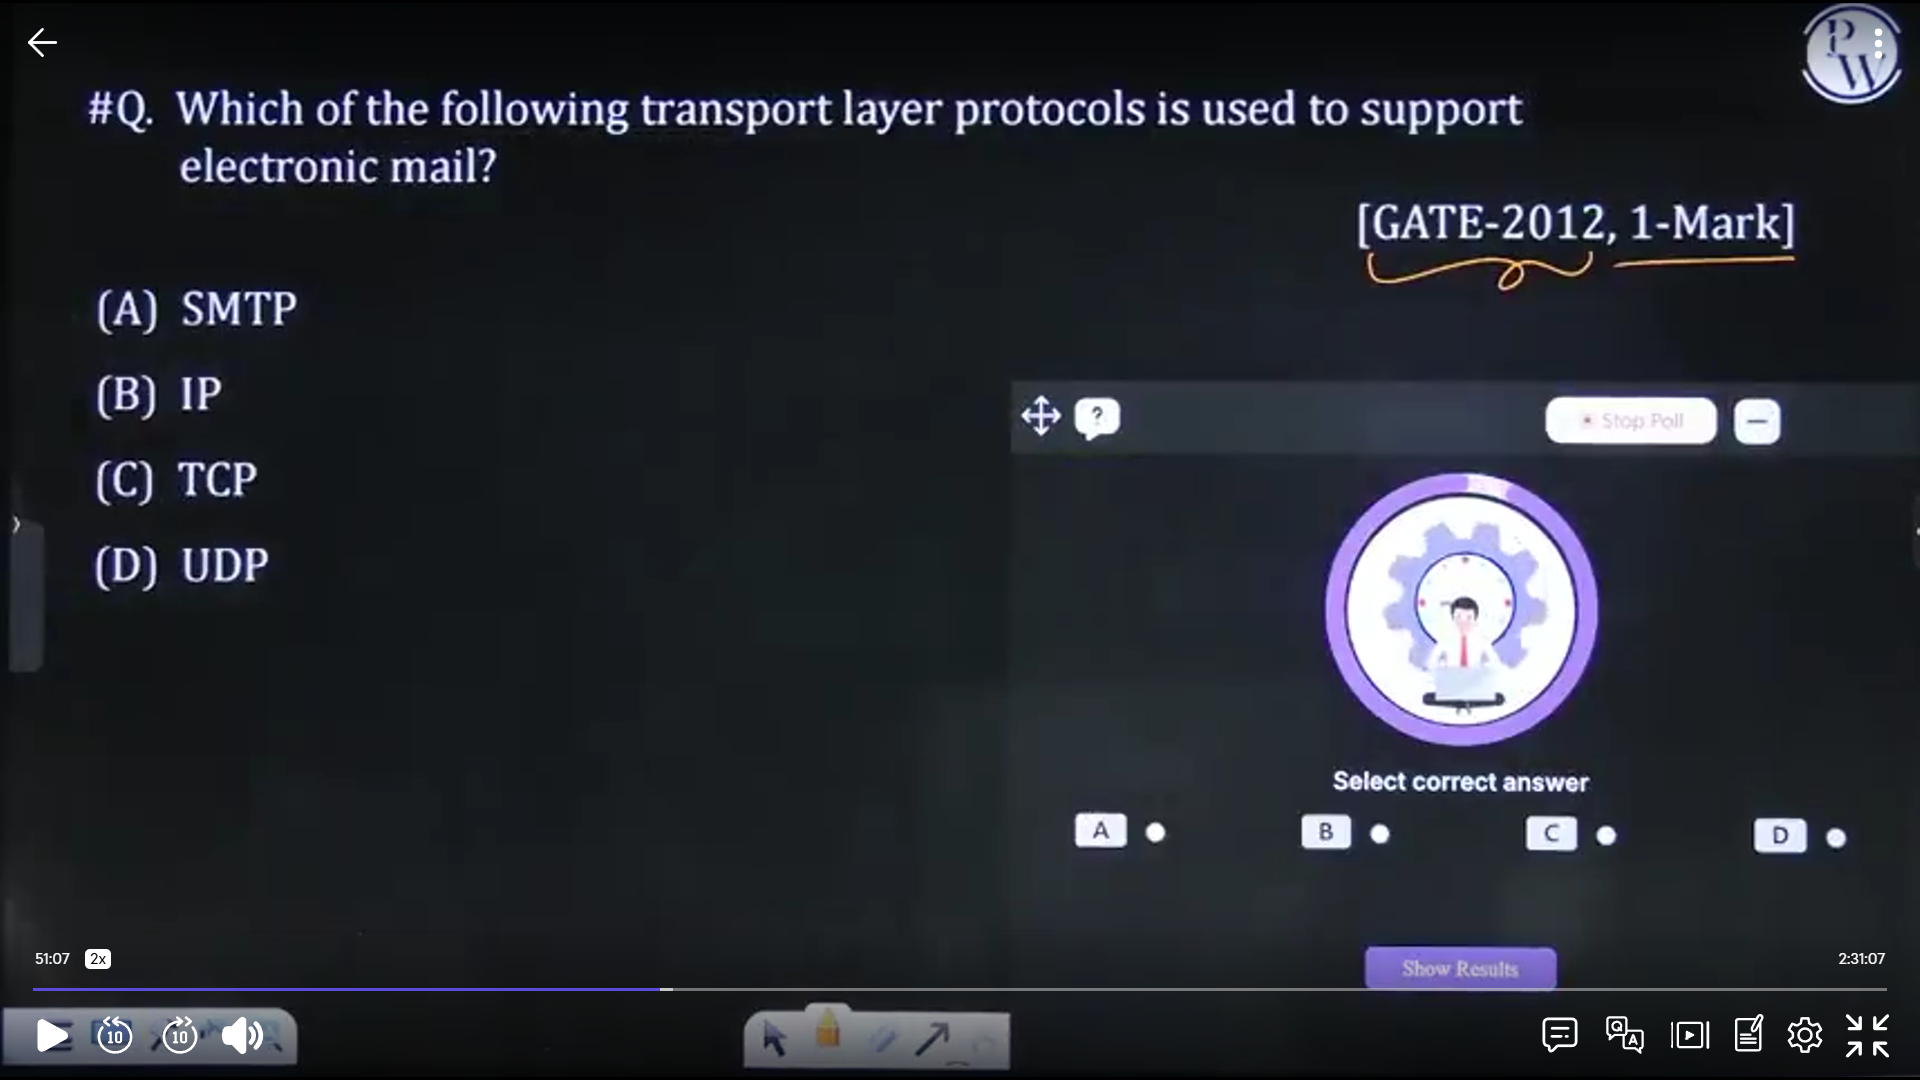 PW
#Q. Which of the following transport layer protocols is used to support
electronic mail?
[GATE-2012, 1-Mark]
(A) SMTP
(B) IP
(C) TCP
(D) UDP
?
Stop Poll
Select correct answer
A
B
C
D
51:07 2x
2:31:07
Show Results
10
10
Q A